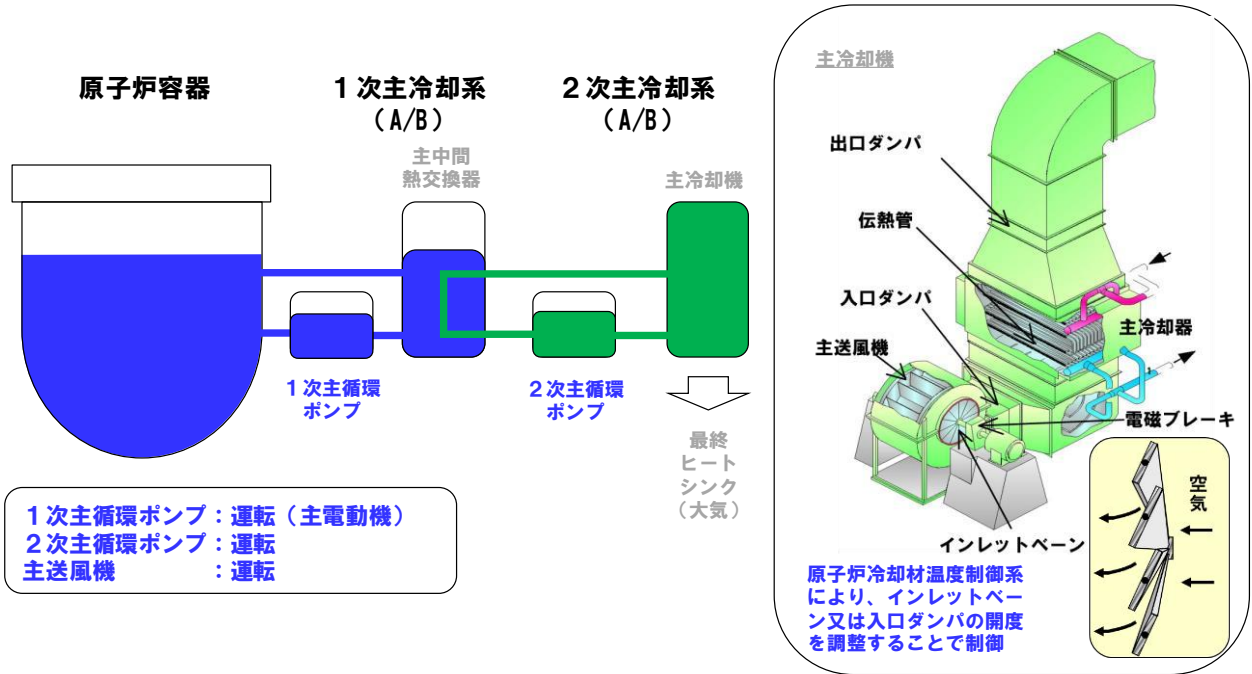 原子炉容器
1次主冷却系
（A/B）
2次主冷却系
（A/B）
主中間
熱交換器
主冷却機
1次主循環
ポンプ
2次主循環
ポンプ
最終
ヒート
シンク
（大気）
1次主循環ポンプ：運転（主電動機）
2次主循環ポンプ：運転
主送風機　　　　：運転
主冷却機
出口ダンパ
伝熱管
入口ダンパ
主冷却器
主送風機
電磁ブレーキ
インレットベーン
空気
原子炉冷却材温度制御系
により、インレットベー
ン又は入口ダンパの開度
を調整することで制御